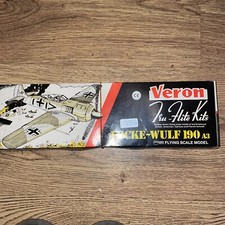 Veron
Tru-Flite Kits
FOCKE-WULF 190 A3
FLYING SCALE MODEL